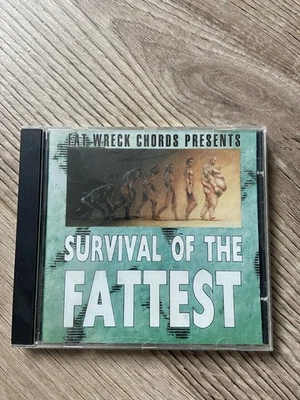 FAT WRECK CHORDS PRESENTS
SURVIVAL OF THE
FATTEST